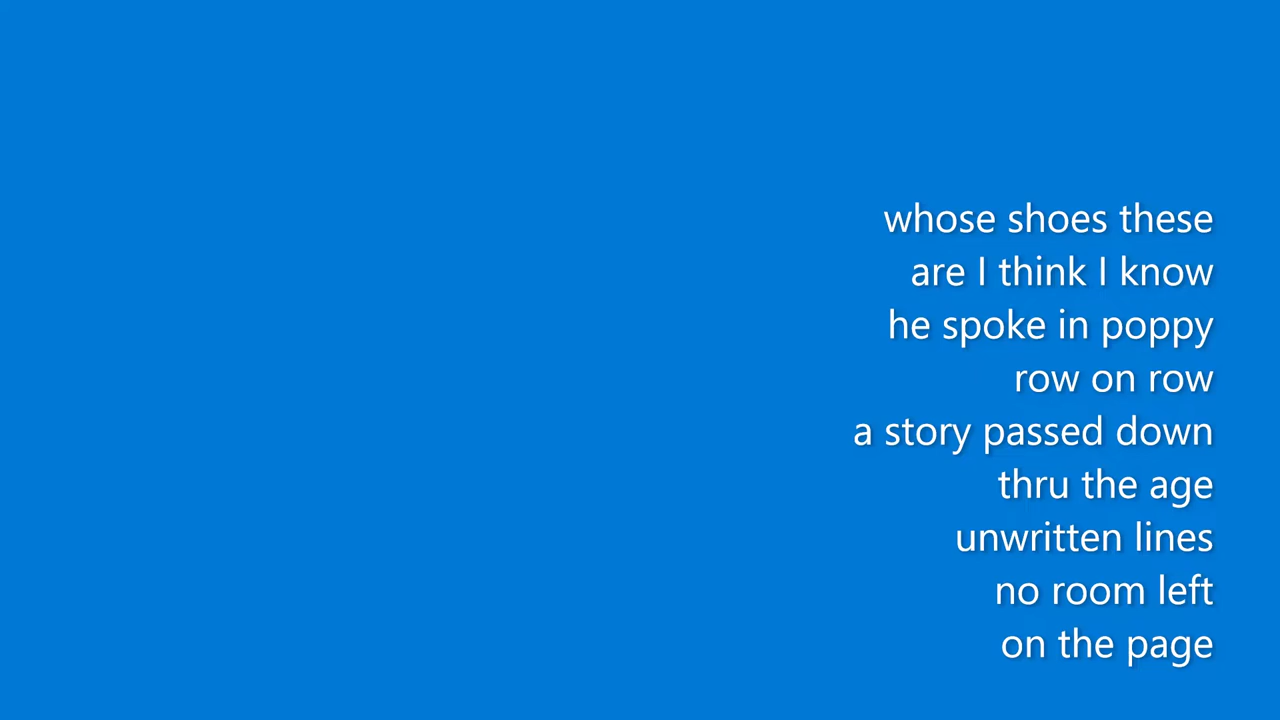 whose shoes these
are I think I know
he spoke in poppy
row on row
a story passed down
thru the age
unwritten lines
no room left
on the page